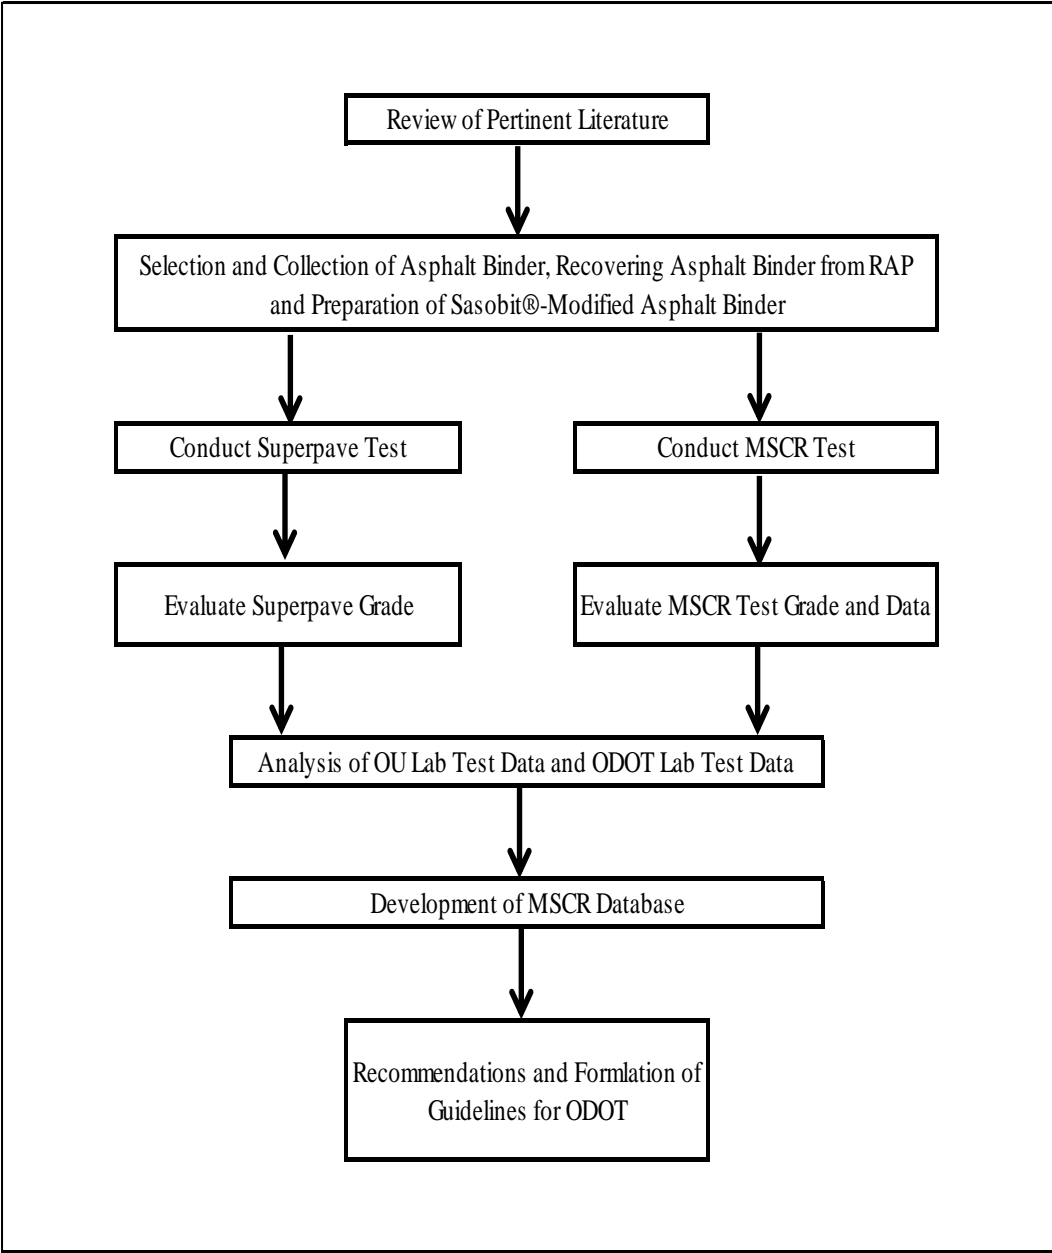 Review of Pertinent Literature
Selection and Collection of Asphalt Binder, Recovering Asphalt Binder from RAP
and Preparation of Sasobit®-Modified Asphalt Binder
Conduct Superpave Test
Conduct MSCR Test
Evaluate Superpave Grade
Evaluate MSCR Test Grade and Data
Analysis of OU Lab Test Data and ODOT Lab Test Data
Development of MSCR Database
Recommendations and Formlation of
Guidelines for ODOT